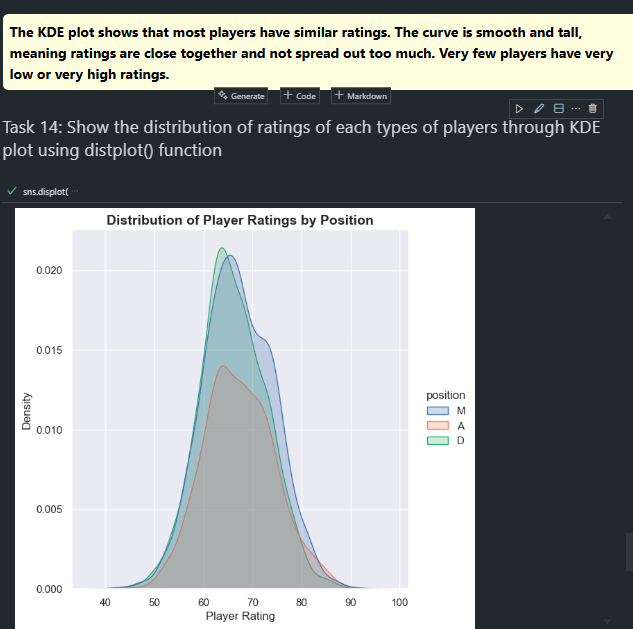 The KDE plot shows that most players have similar ratings. The curve is smooth and tall,
meaning ratings are close together and not spread out too much. Very few players have very
low or very high ratings.
Generate
Code
Markdown
Task 14: Show the distribution of ratings of each types of players through KDE
plot using distplot() function
sns.displot( ...
Distribution of Player Ratings by Position
0.020
0.015
0.010
0.005
0.000
Density
40 50 60 70 80 90 100
Player Rating
position
M
A
D